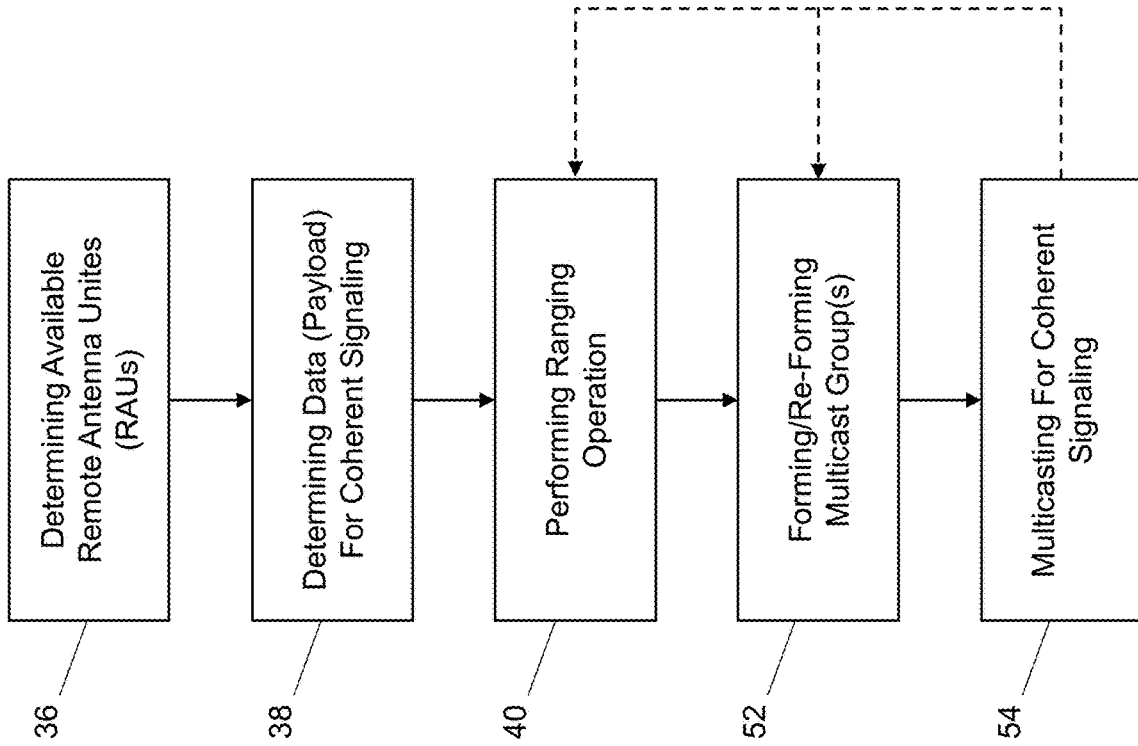 36
Determining Available
Remote Antenna Unites
(RAUs)
38
Determining Data (Payload)
For Coherent Signaling
40
Performing Ranging
Operation
52
Forming/Re-Forming
Multicast Group(s)
54
Multicasting For Coherent
Signaling